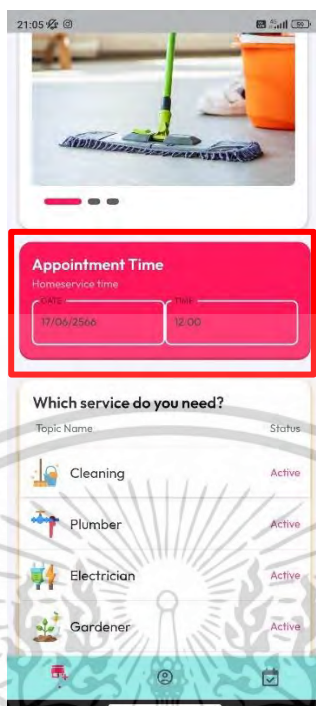 21:05
Appointment Time
Homeservice time
DATE TIME
17/06/2566 12:00
Which service do you need?
Topic Name Status
Cleaning Active
Plumber Active
Electrician Active
Gardener Active